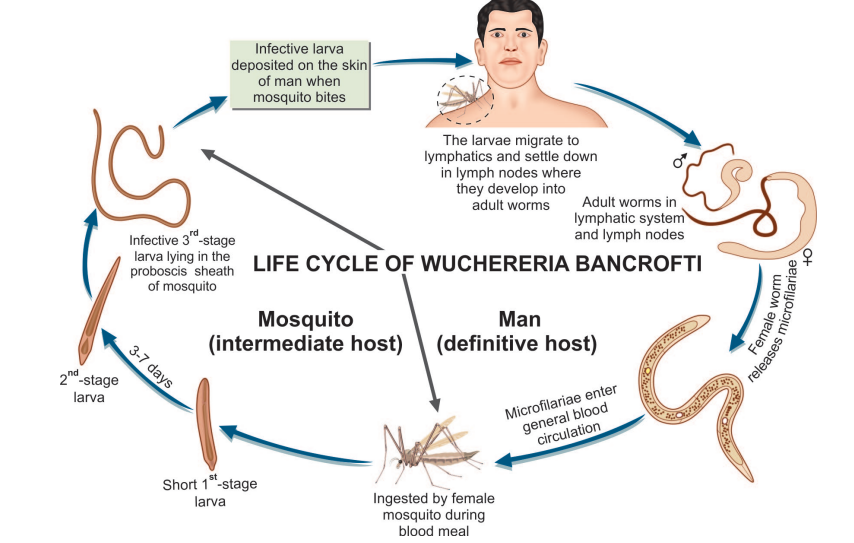 Infective larva
deposited on the skin
of man when
mosquito bites
The larvae migrate to
lymphatics and settle down
in lymph nodes where
they develop into
adult worms
♂
Adult worms in
lymphatic system
and lymph nodes
♀
Female worm
releases microfilariae
Microfilariae enter
general blood
circulation
Ingested by female
mosquito during
blood meal
Short 1st-stage
larva
3-7 days
2nd-stage
larva
Infective 3rd-stage
larva lying in the
proboscis sheath
of mosquito
LIFE CYCLE OF WUCHERERIA BANCROFTI
Mosquito
(intermediate host)
Man
(definitive host)